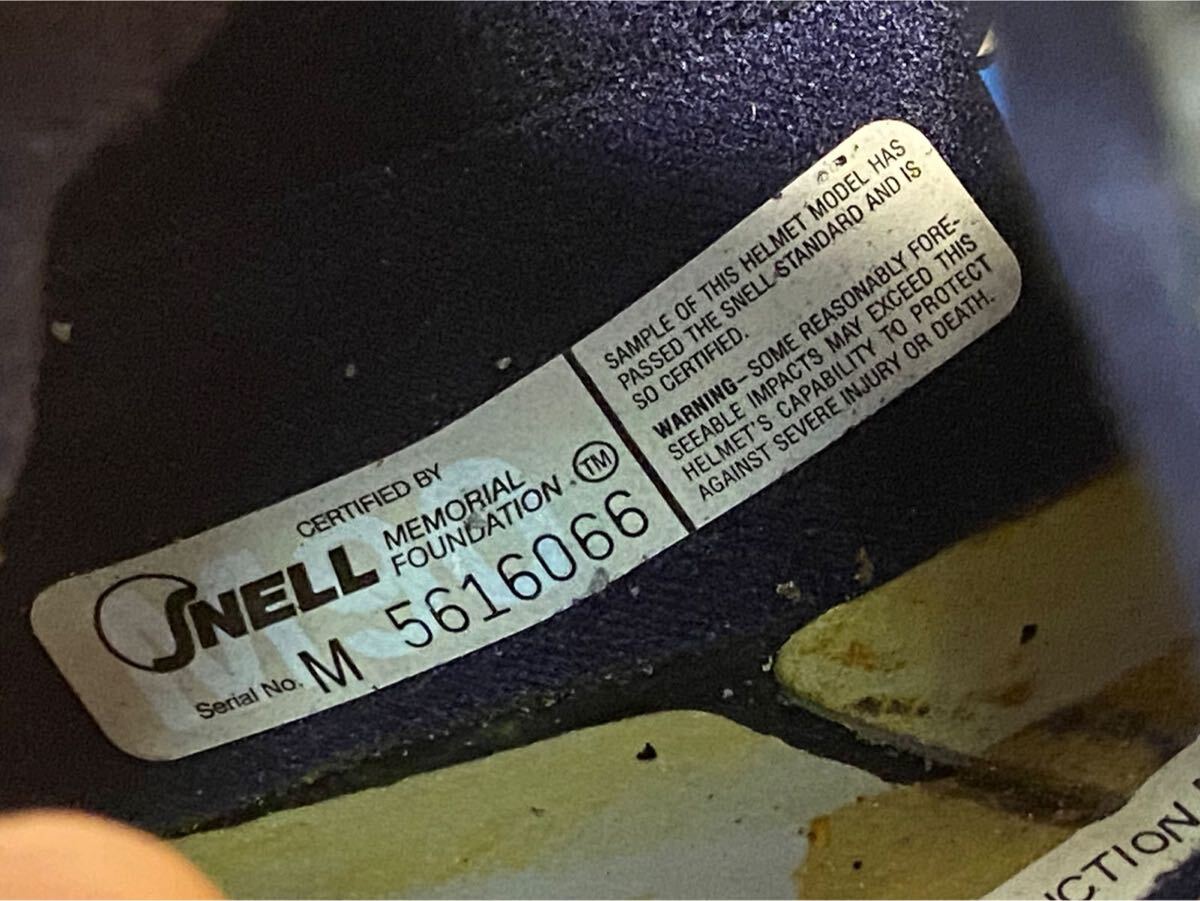 CERTIFIED BY
SNELL MEMORIAL
FOUNDATION TM
Serial No. M 5616066
SAMPLE OF THIS HELMET MODEL HAS
PASSED THE SNELL STANDARD AND IS
SO CERTIFIED.
WARNING–SOME REASONABLY FORE-
SEEABLE IMPACTS MAY EXCEED THIS
HELMET'S CAPABILITY TO PROTECT
AGAINST SEVERE INJURY OR DEATH.
CTION